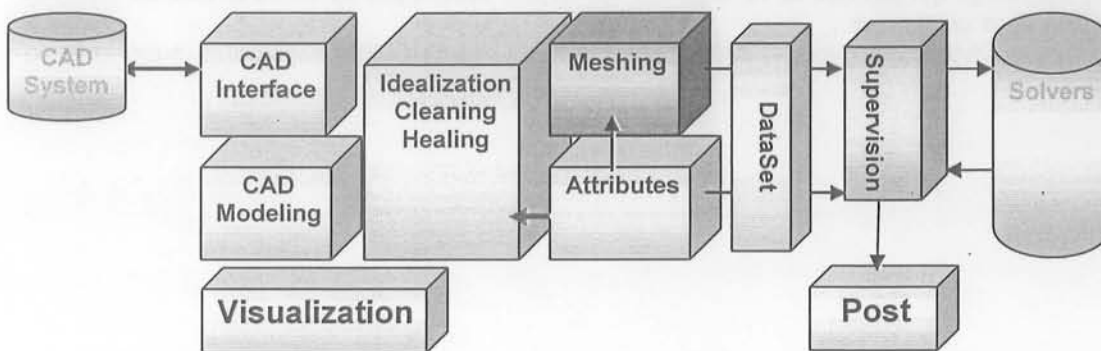 CAD
System
CAD
Interface
Idealization
Cleaning
Healing
Meshing
DataSet
Supervision
Solvers
CAD
Modeling
Attributes
Visualization
Post